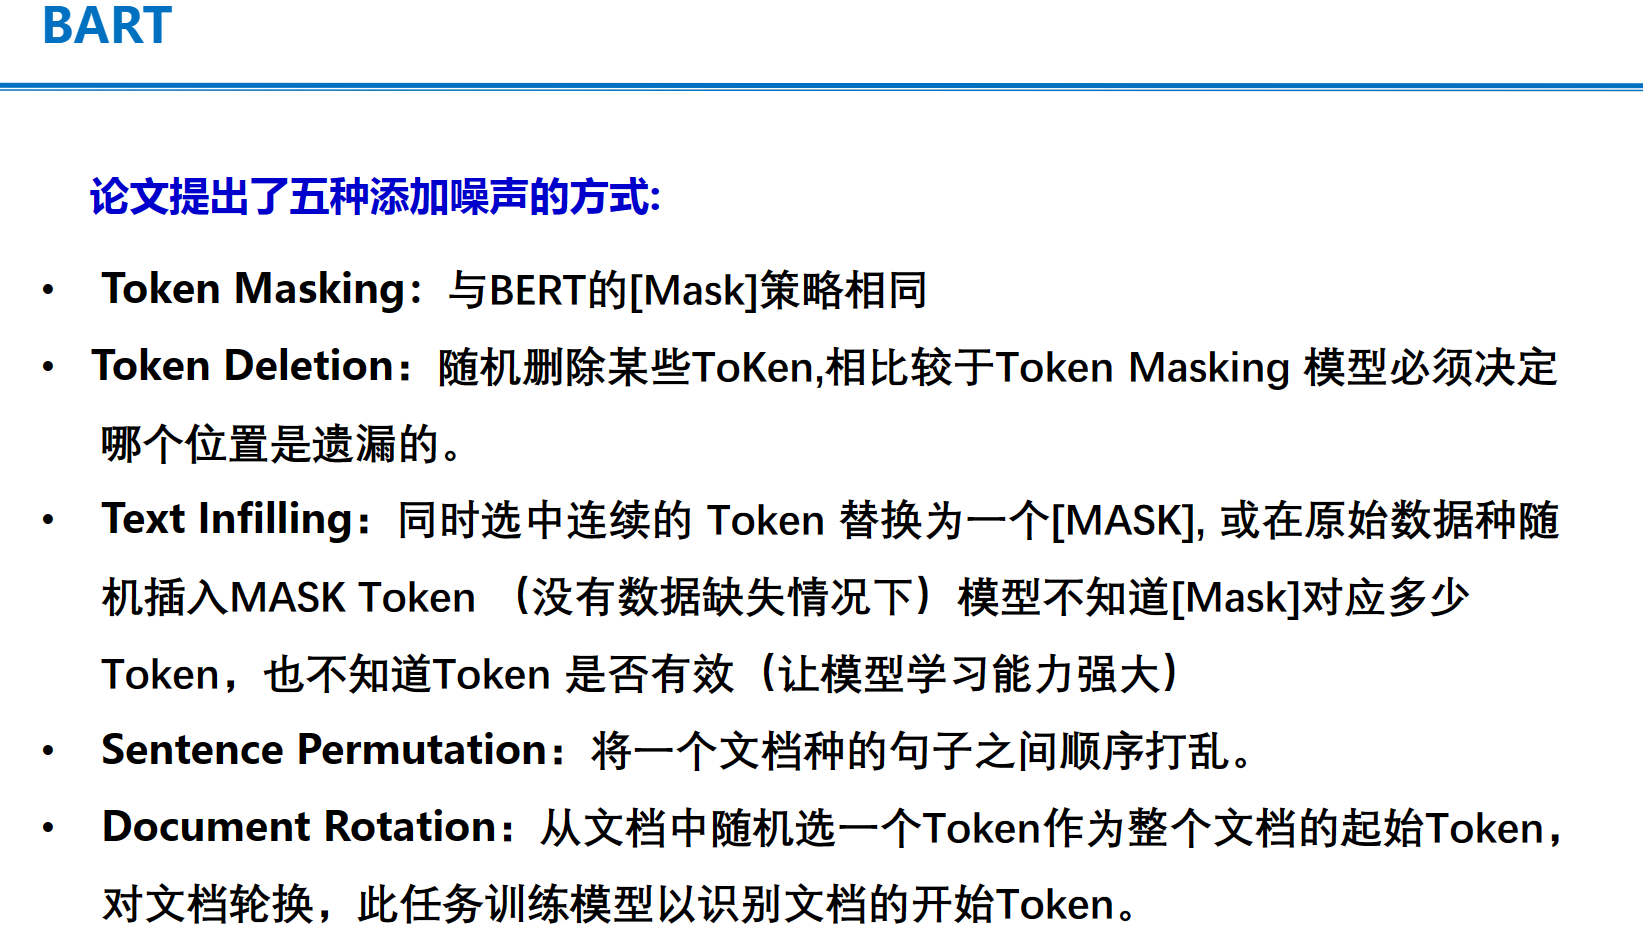 BART
论文提出了五种添加噪声的方式:
• Token Masking：与BERT的[Mask]策略相同
• Token Deletion：随机删除某些ToKen,相比较于Token Masking 模型必须决定
哪个位置是遗漏的。
• Text Infilling：同时选中连续的 Token 替换为一个[MASK], 或在原始数据种随
机插入MASK Token （没有数据缺失情况下）模型不知道[Mask]对应多少
Token，也不知道Token 是否有效（让模型学习能力强大）
• Sentence Permutation：将一个文档种的句子之间顺序打乱。
• Document Rotation：从文档中随机选一个Token作为整个文档的起始Token，
对文档轮换，此任务训练模型以识别文档的开始Token。